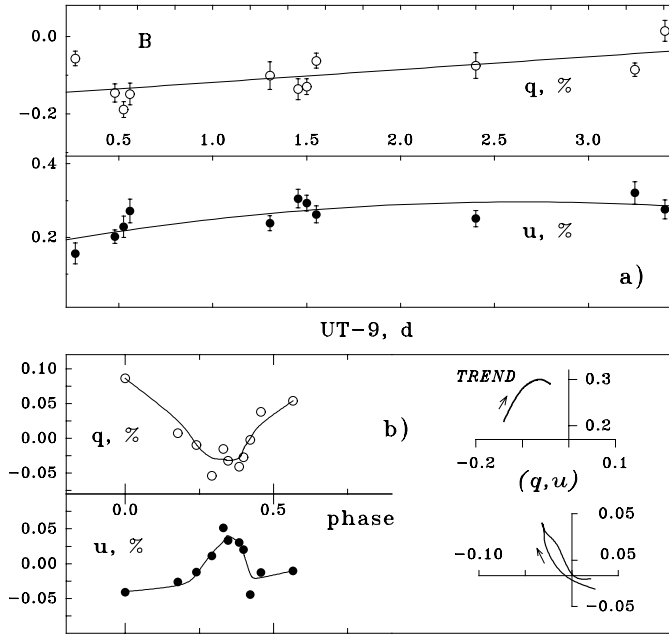 0.0
B
q, %
−0.2
0.5 1.0 1.5 2.0 2.5 3.0
0.4
0.2
u, %
a)
UT−9, d
0.10
0.05
q, %
0.00
−0.05
b)
0.0 0.5 phase
0.05
u, %
0.00
−0.05
TREND
0.3
0.2
−0.2 0.1
(q,u)
0.05
−0.10 0.05
−0.05